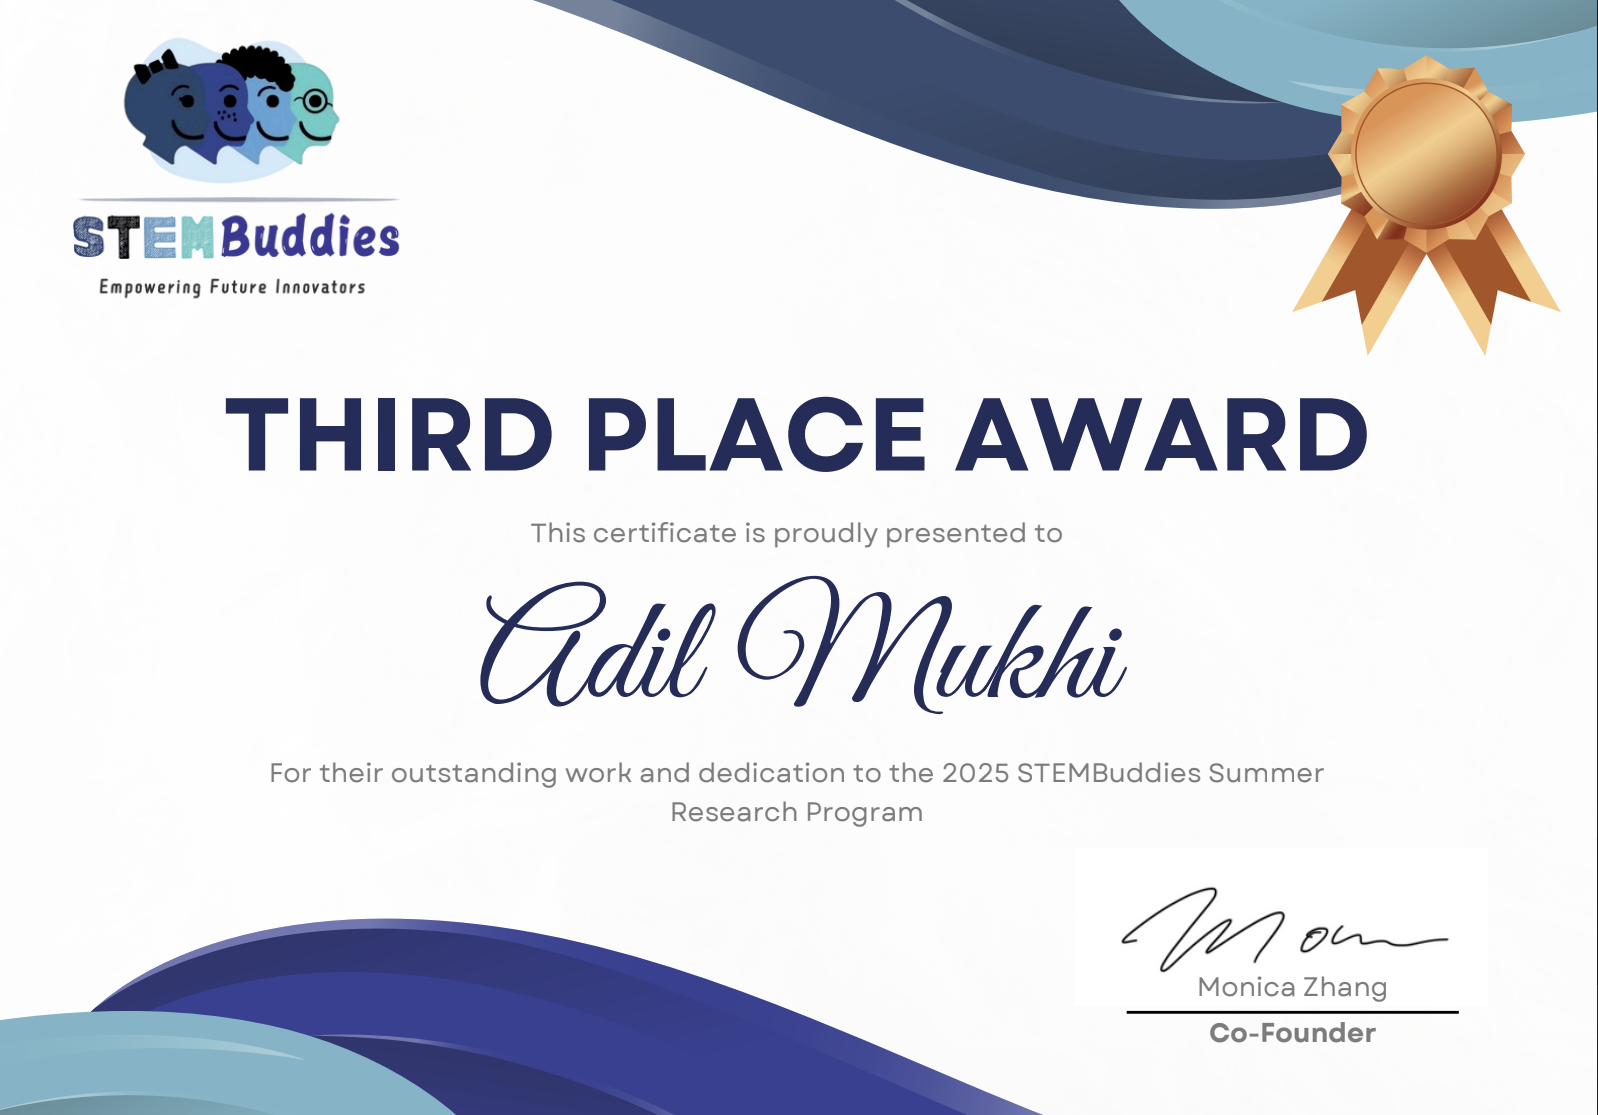 STEMBuddies
Empowering Future Innovators
THIRD PLACE AWARD
This certificate is proudly presented to
Adil Mukhi
For their outstanding work and dedication to the 2025 STEMBuddies Summer
Research Program
Monica Zhang
Co-Founder